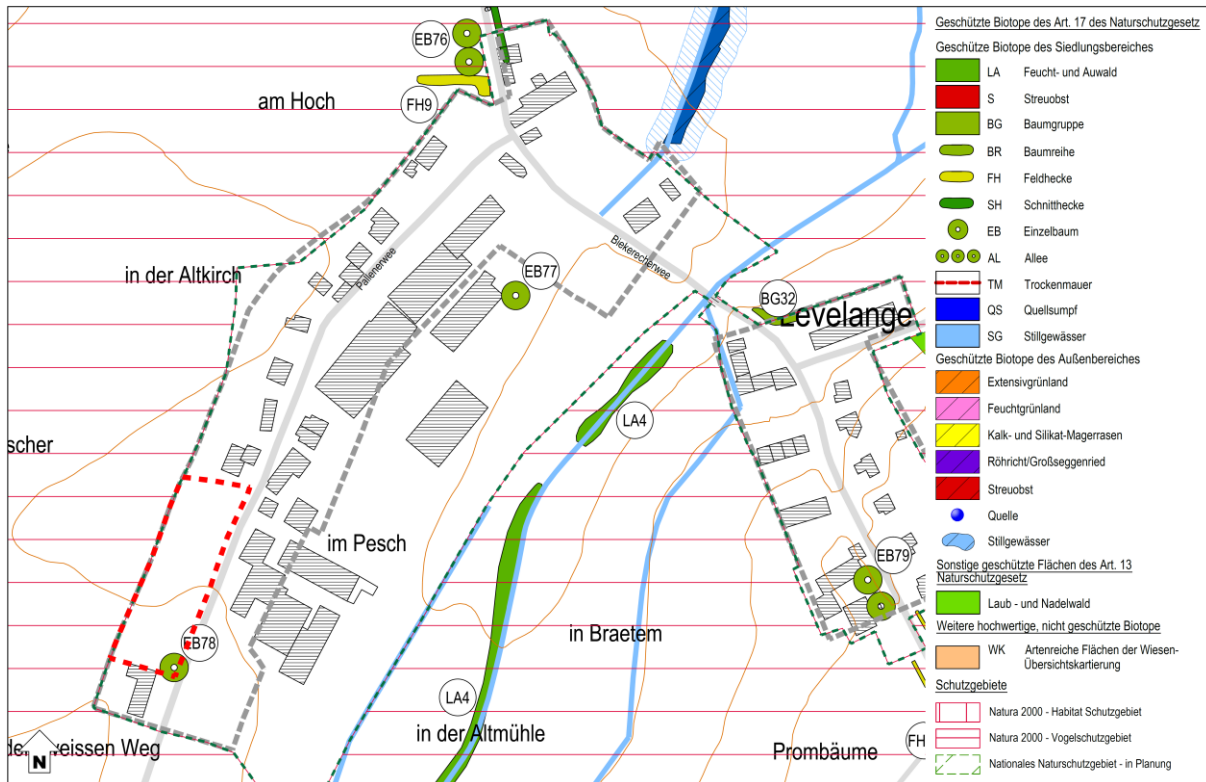 EB76
am Hoch
FH9
in der Altkirch
Pallenerwee
Biekerecherwee
EB77
BG32
Levelange
LA4
scher
im Pesch
EB79
EB78
in Braetem
LA4
in der Altmühle
weissen Weg
Prombäume
FH
N
Geschützte Biotope des Art. 17 des Naturschutzgesetz
Geschütze Biotope des Siedlungsbereiches
LA Feucht- und Auwald
S Streuobst
BG Baumgruppe
BR Baumreihe
FH Feldhecke
SH Schnitthecke
EB Einzelbaum
AL Allee
TM Trockenmauer
QS Quellsumpf
SG Stillgewässer
Geschützte Biotope des Außenbereiches
Extensivgrünland
Feuchtgrünland
Kalk- und Silikat-Magerrasen
Röhricht/Großseggenried
Streuobst
Quelle
Stillgewässer
Sonstige geschützte Flächen des Art. 13
Naturschutzgesetz
Laub - und Nadelwald
Weitere hochwertige, nicht geschützte Biotope
WK Artenreiche Flächen der Wiesen-
Übersichtskartierung
Schutzgebiete
Natura 2000 - Habitat Schutzgebiet
Natura 2000 - Vogelschutzgebiet
Nationales Naturschutzgebiet - in Planung